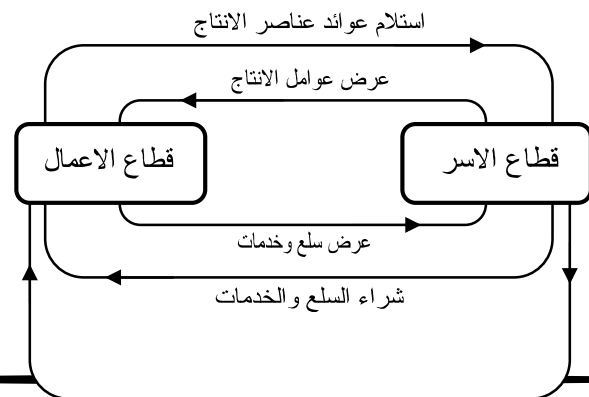 استلام عوائد عناصر الانتاج
عرض عوامل الانتاج
قطاع الاسر
قطاع الاعمال
عرض سلع وخدمات
شراء السلع والخدمات